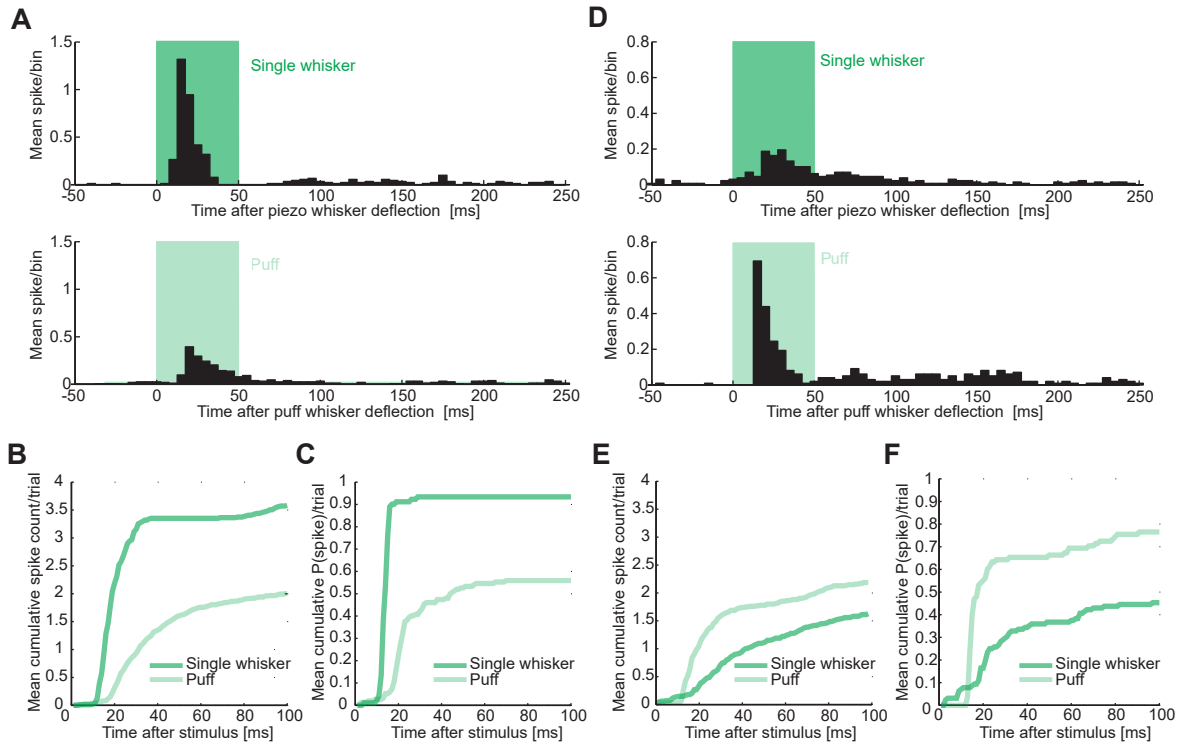 A
Mean spike/bin
1.5
1
0.5
0
Single whisker
-50 0 50 100 150 200 250
Time after piezo whisker deflection [ms]
Mean spike/bin
1.5
1
0.5
0
Puff
-50 0 50 100 150 200 250
Time after puff whisker deflection [ms]
D
Mean spike/bin
0.8
0.6
0.4
0.2
0
Single whisker
-50 0 50 100 150 200 250
Time after piezo whisker deflection [ms]
Mean spike/bin
0.8
0.6
0.4
0.2
0
Puff
-50 0 50 100 150 200 250
Time after puff whisker deflection [ms]
B
Mean cumulative spike count/trial
4
3.5
3
2.5
2
1.5
1
0.5
0
Single whisker
Puff
0 20 40 60 80 100
Time after stimulus [ms]
C
Mean cumulative P(spike)/trial
1
0.9
0.8
0.7
0.6
0.5
0.4
0.3
0.2
0.1
0
Single whisker
Puff
0 20 40 60 80 100
Time after stimulus [ms]
E
Mean cumulative spike count/trial
4
3.5
3
2.5
2
1.5
1
0.5
0
Single whisker
Puff
0 20 40 60 80 100
Time after stimulus [ms]
F
Mean cumulative P(spike)/trial
1
0.9
0.8
0.7
0.6
0.5
0.4
0.3
0.2
0.1
0
Single whisker
Puff
0 20 40 60 80 100
Time after stimulus [ms]